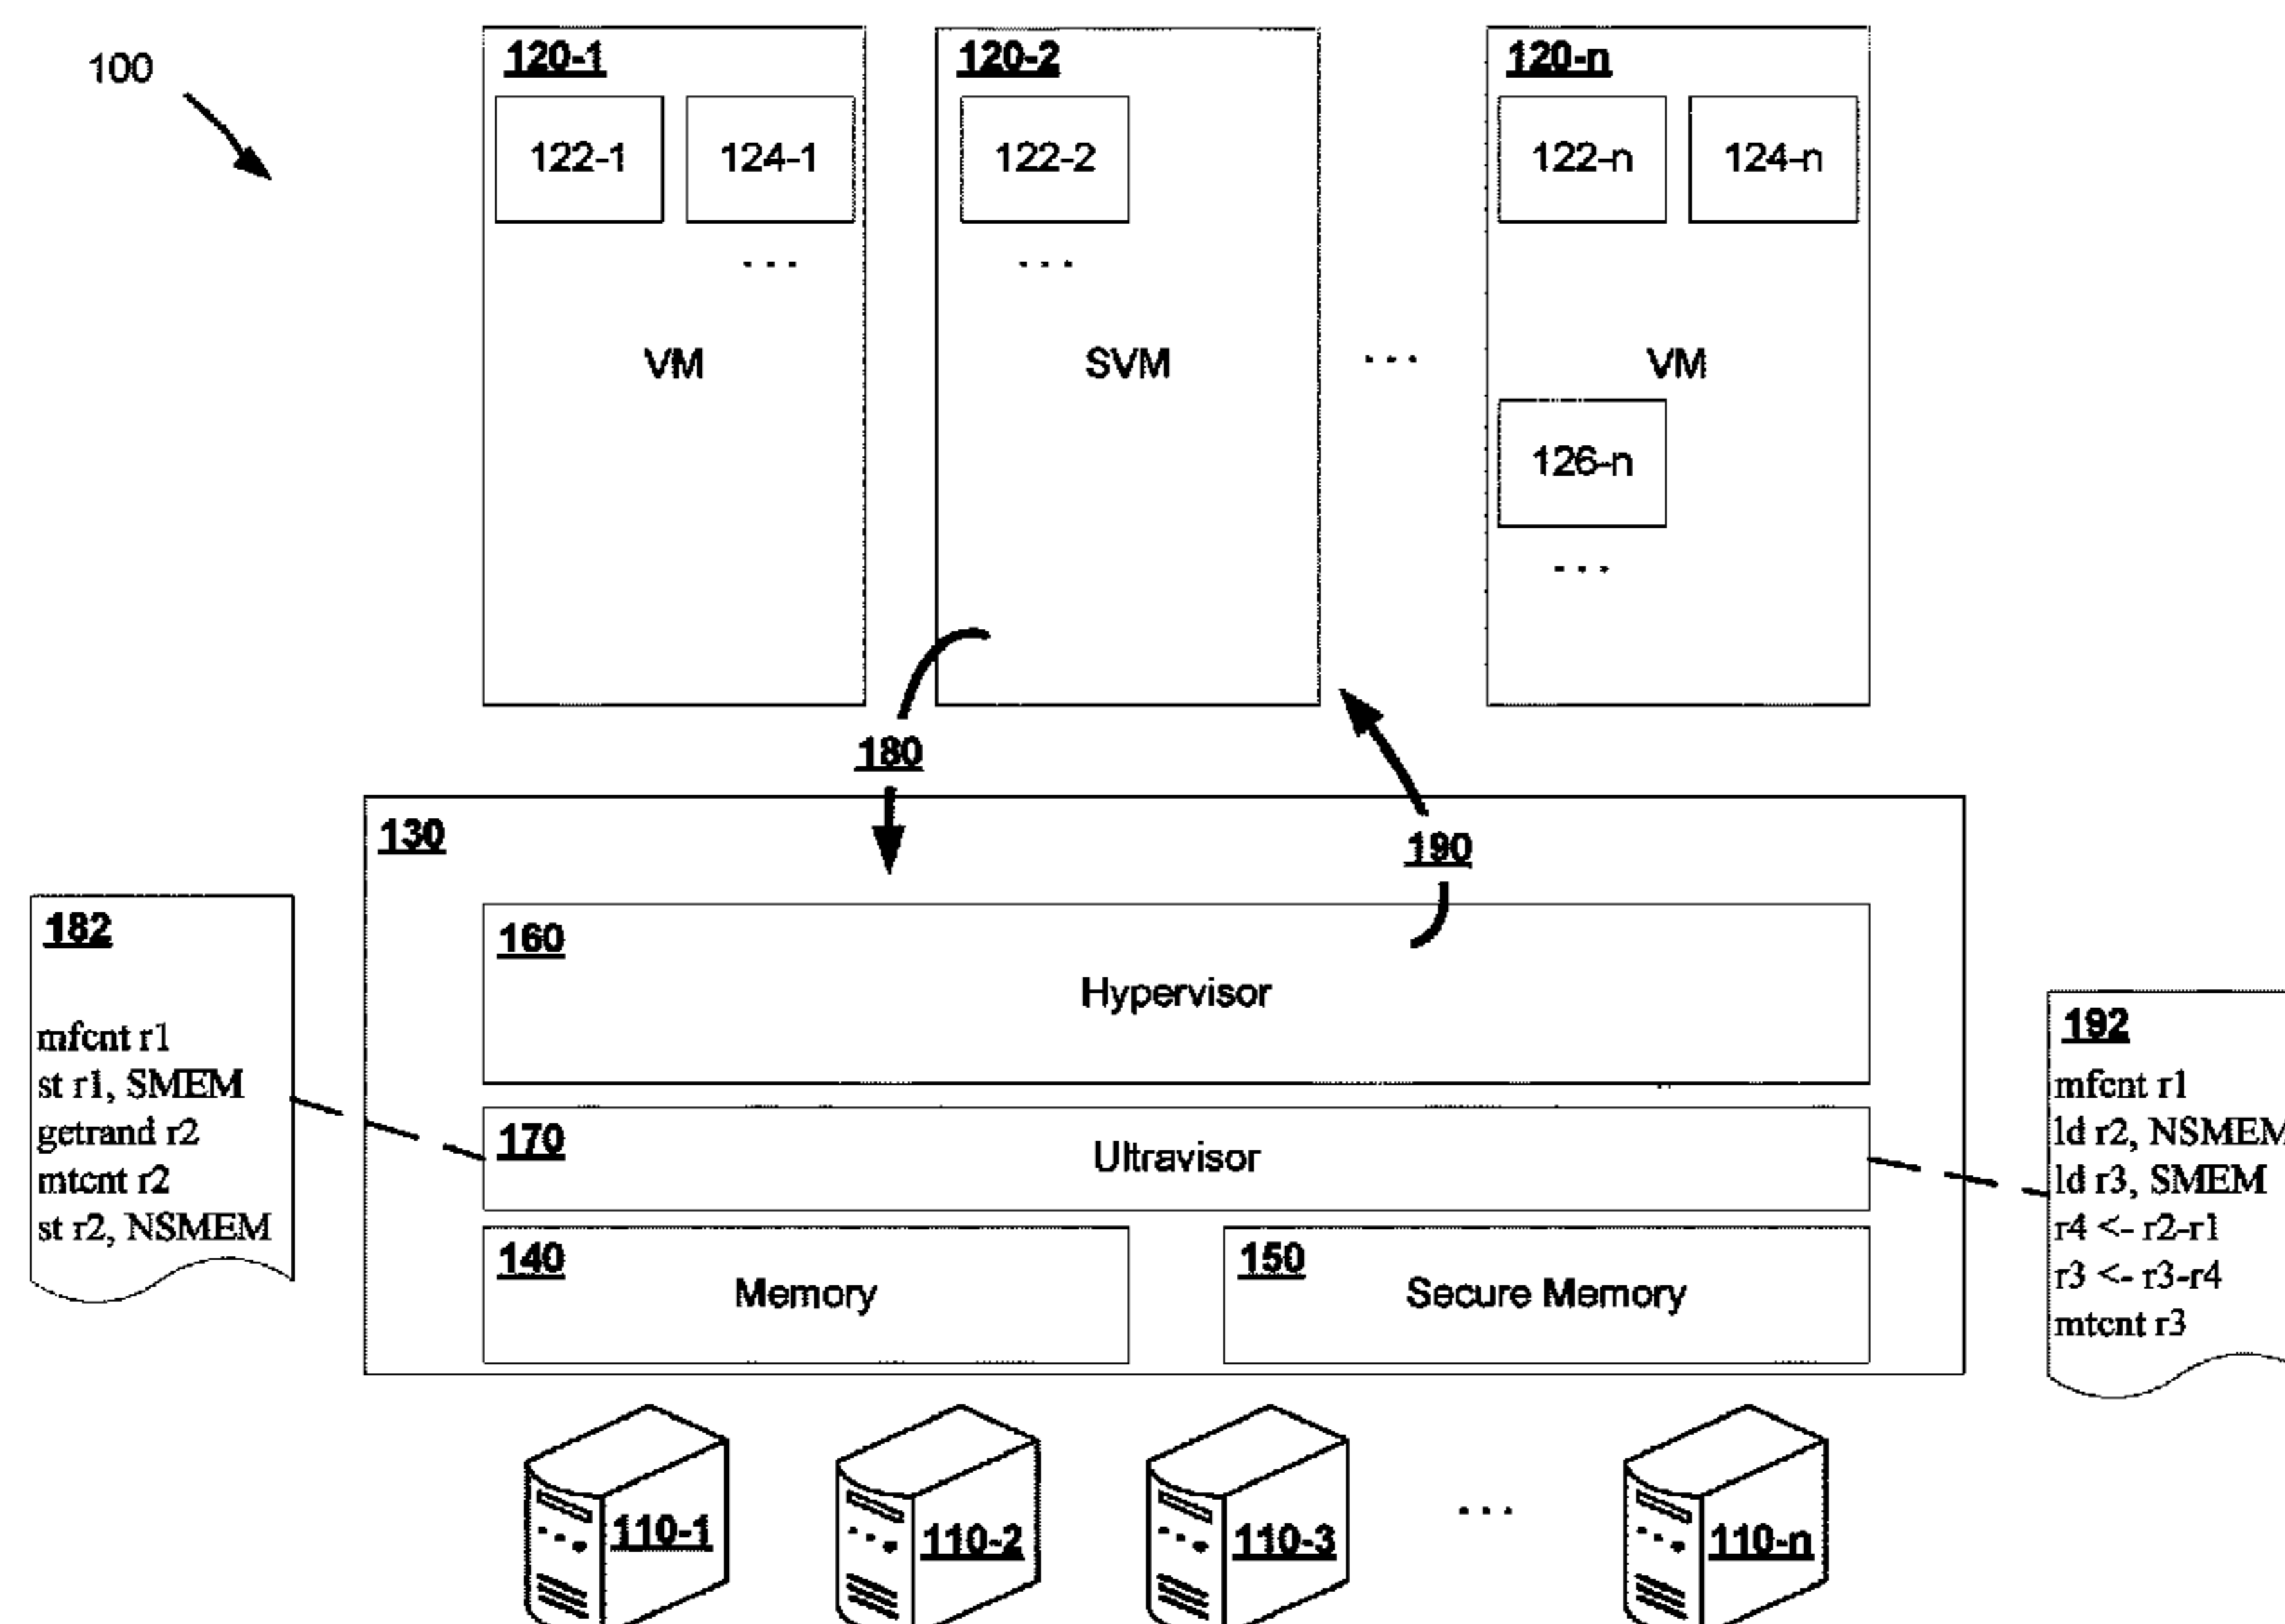 100
120-1
120-2
120-n
122-1
124-1
122-2
122-n
124-n
...
...
VM
SVM
...
VM
126-n
...
180
130
190
182
mfcnt r1
st r1, SMEM
getrand r2
mtcnt r2
st r2, NSMEM
160
Hypervisor
170
Ultravisor
140
Memory
150
Secure Memory
192
mfcnt r1
ld r2, NSMEM
ld r3, SMEM
r4 <- r2-r1
r3 <- r3-r4
mtcnt r3
110-1
110-2
110-3
...
110-n